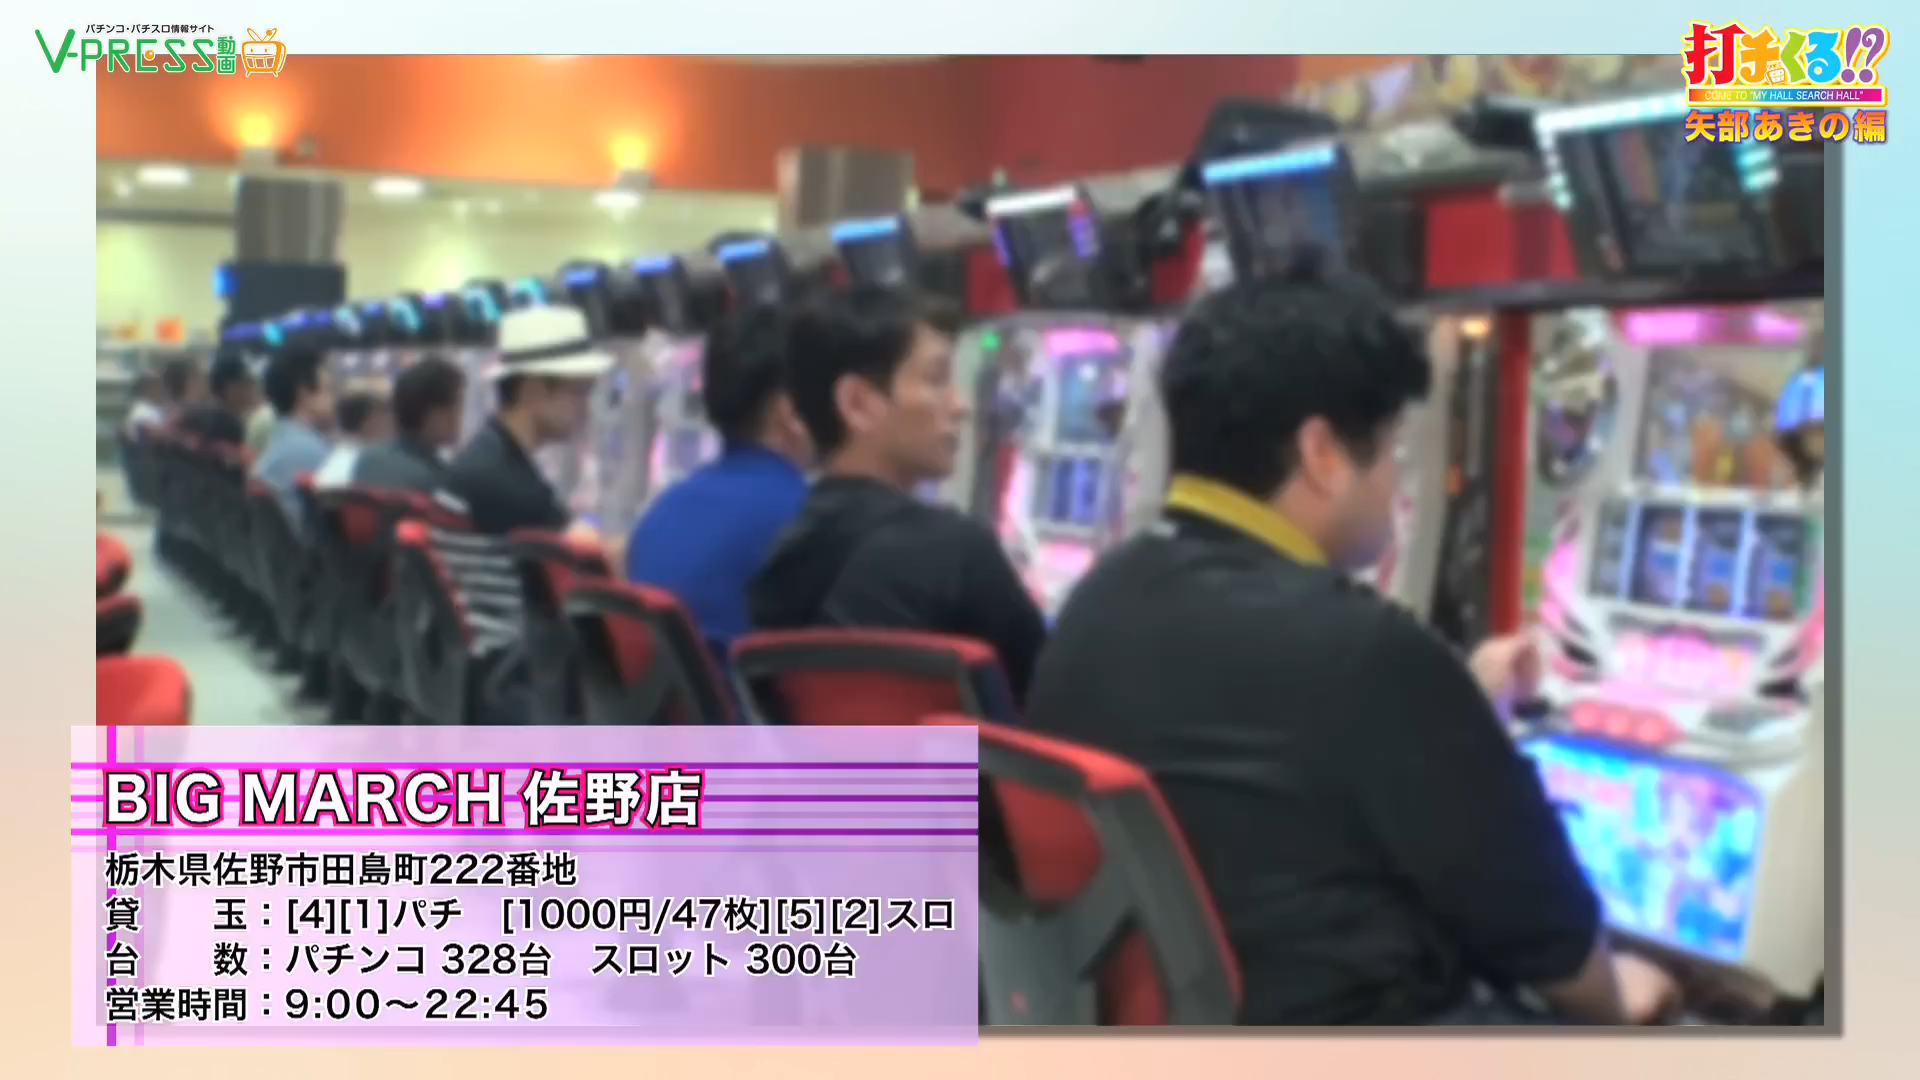 パチンコ・パチスロ情報サイト
V-PRESS動画
打チくる!?
COME TO "MY HALL SEARCH HALL"
矢部あきの編
BIG MARCH 佐野店
栃木県佐野市田島町222番地
貸　　玉：[4][1]パチ　[1000円/47枚][5][2]スロ
台　　数：パチンコ 328台　スロット 300台
営業時間：9:00～22:45